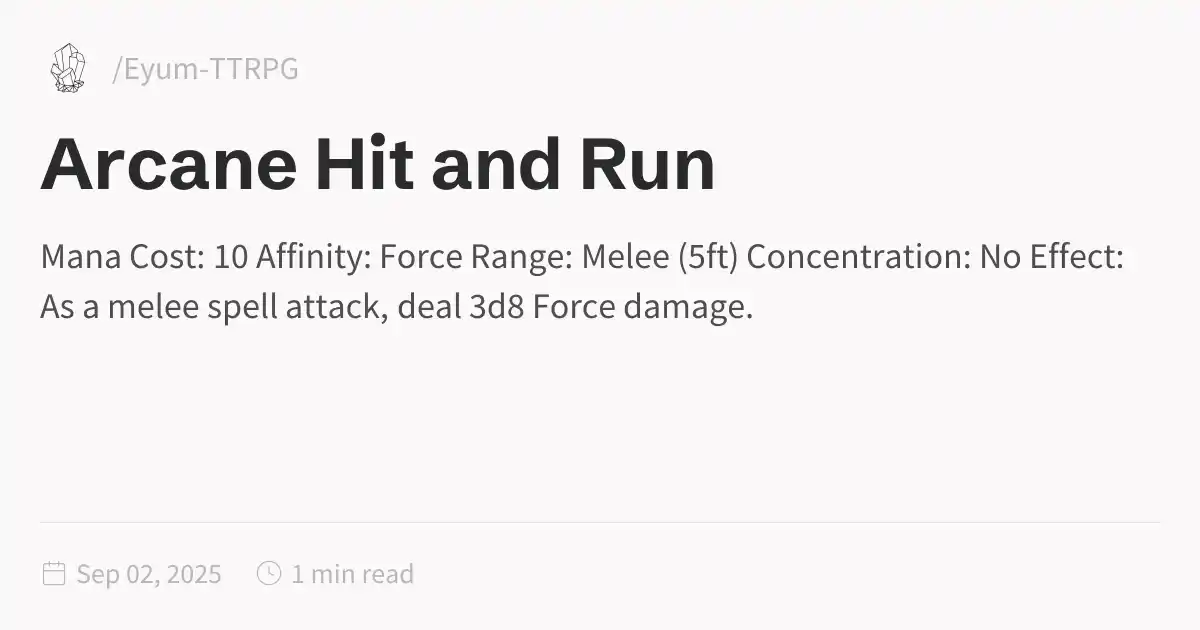 /Eyum-TTRPG
Arcane Hit and Run
Mana Cost: 10 Affinity: Force Range: Melee (5ft) Concentration: No Effect:
As a melee spell attack, deal 3d8 Force damage.
Sep 02, 2025 1 min read